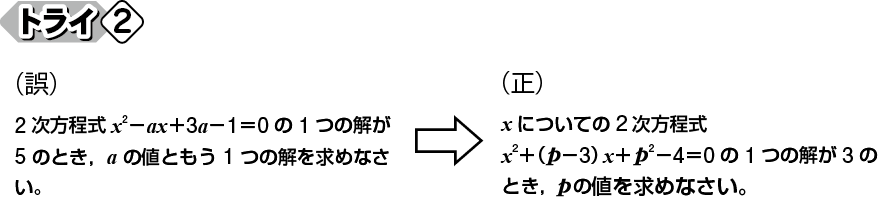 トライ 2
(誤)
2次方程式 x²−ax+3a−1=0 の1つの解が
5のとき，a の値ともう1つの解を求めなさ
い。
(正)
x についての2次方程式
x²+(p−3)x+p²−4=0 の1つの解が3の
とき，pの値を求めなさい。